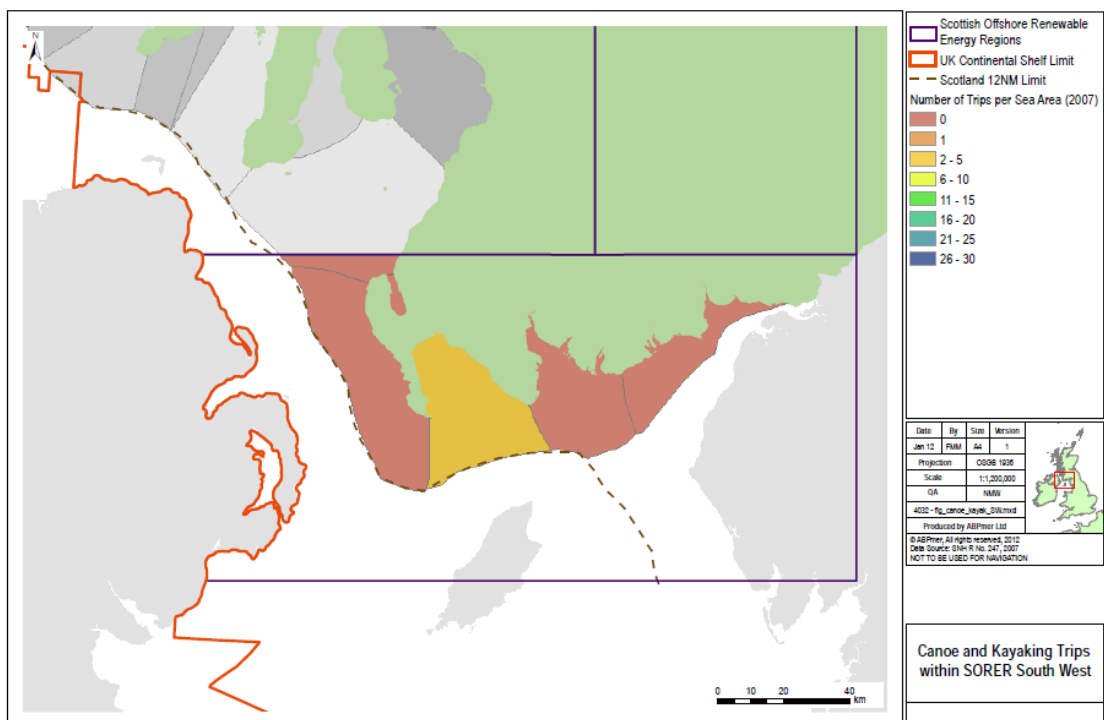 N
Scottish Offshore Renewable
Energy Regions
UK Continental Shelf Limit
Scotland 12NM Limit
Number of Trips per Sea Area (2007)
0
1
2 - 5
6 - 10
11 - 15
16 - 20
21 - 25
26 - 30
Date By Size Version
Jan 12 FMM A4 1
Projection OSGB 1936
Scale 1:1,200,000
QA NMW
4032 - fig_canoe_kayak_SW.mxd
Produced by ABPmer Ltd
© ABPmer, All rights reserved, 2012
Data Source: SNH R No. 247, 2007
NOT TO BE USED FOR NAVIGATION
Canoe and Kayaking Trips
within SORER South West
0 10 20 40
km